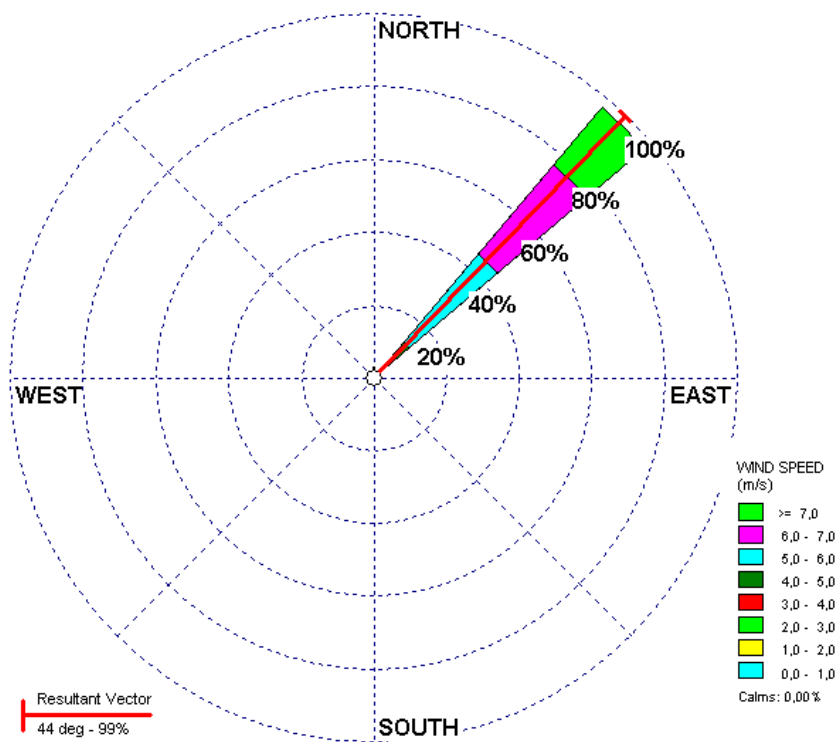 NORTH
100%
80%
60%
40%
20%
WEST
EAST
WIND SPEED
(m/s)
>= 7,0
6,0 - 7,0
5,0 - 6,0
4,0 - 5,0
3,0 - 4,0
2,0 - 3,0
1,0 - 2,0
0,0 - 1,0
Calms: 0,00%
Resultant Vector
44 deg - 99%
SOUTH